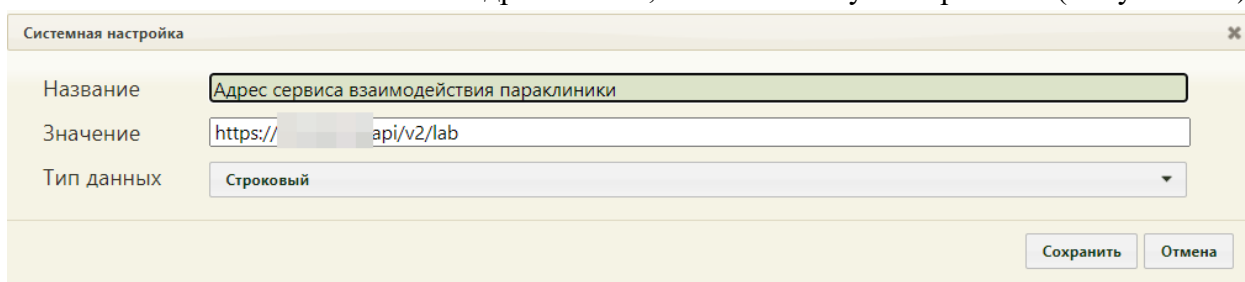 Системная настройка
Название Адрес сервиса взаимодействия параклиники
Значение https:// api/v2/lab
Тип данных Строковый
Сохранить Отмена